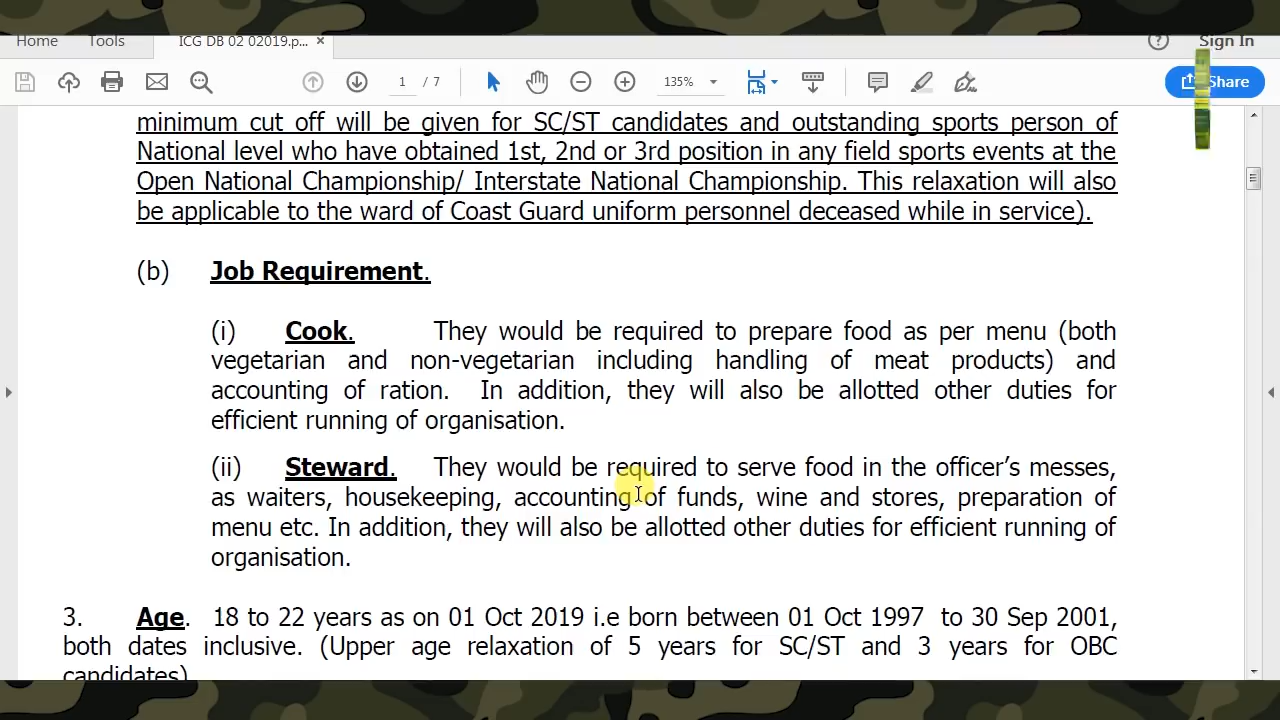 Home Tools ICG DB 02 02019.p... × ? Sign In
1 / 7 135% Share
minimum cut off will be given for SC/ST candidates and outstanding sports person of
National level who have obtained 1st, 2nd or 3rd position in any field sports events at the
Open National Championship/ Interstate National Championship. This relaxation will also
be applicable to the ward of Coast Guard uniform personnel deceased while in service).
(b) Job Requirement.
(i) Cook. They would be required to prepare food as per menu (both
vegetarian and non-vegetarian including handling of meat products) and
accounting of ration. In addition, they will also be allotted other duties for
efficient running of organisation.
(ii) Steward. They would be required to serve food in the officer's messes,
as waiters, housekeeping, accounting of funds, wine and stores, preparation of
menu etc. In addition, they will also be allotted other duties for efficient running of
organisation.
3. Age. 18 to 22 years as on 01 Oct 2019 i.e born between 01 Oct 1997 to 30 Sep 2001,
both dates inclusive. (Upper age relaxation of 5 years for SC/ST and 3 years for OBC
candidates)